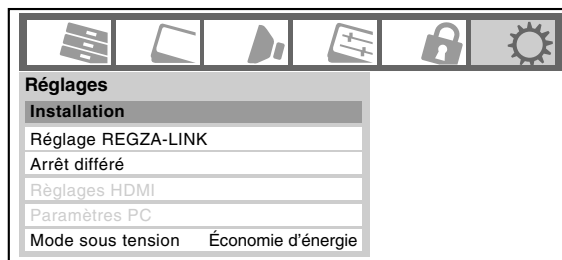 Réglages
Installation
Réglage REGZA-LINK
Arrêt différé
Règlages HDMI
Paramètres PC
Mode sous tension Économie d'énergie